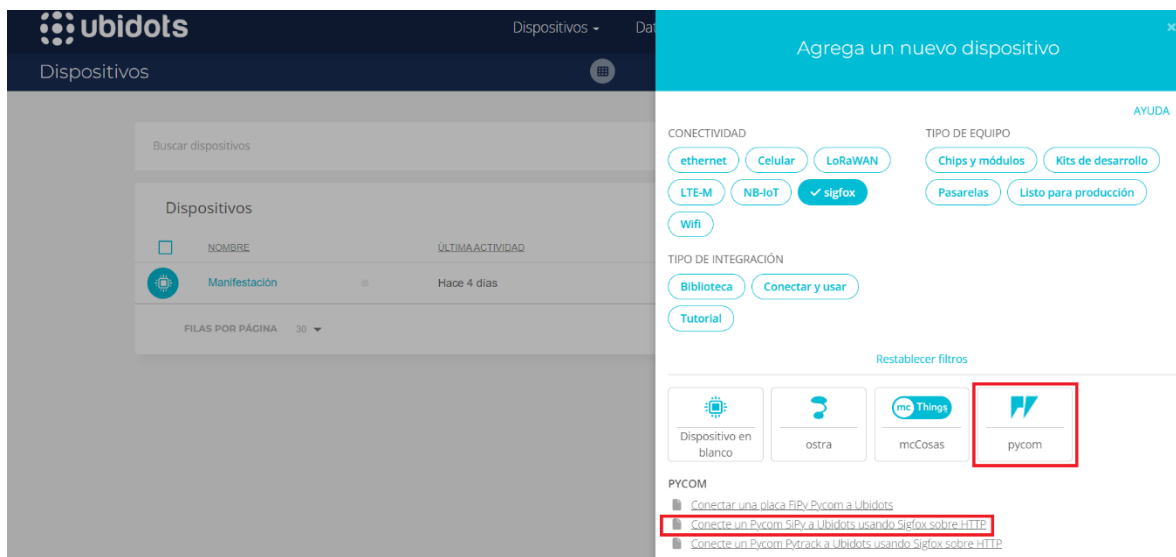 ubidots
Dispositivos
Dat
Dispositivos
Buscar dispositivos
Dispositivos
NOMBRE
ÚLTIMA ACTIVIDAD
Manifestación
Hace 4 días
FILAS POR PÁGINA 30
Agrega un nuevo dispositivo
×
AYUDA
CONECTIVIDAD
ethernet Celular LoRaWAN
LTE-M NB-IoT ✓ sigfox
Wifi
TIPO DE EQUIPO
Chips y módulos Kits de desarrollo
Pasarelas Listo para producción
TIPO DE INTEGRACIÓN
Biblioteca Conectar y usar
Tutorial
Restablecer filtros
Dispositivo en
blanco
ostra
mc Things
mcCosas
pycom
PYCOM
Conectar una placa FiPy Pycom a Ubidots
Conecte un Pycom SiPy a Ubidots usando Sigfox sobre HTTP
Conecte un Pycom Pytrack a Ubidots usando Sigfox sobre HTTP